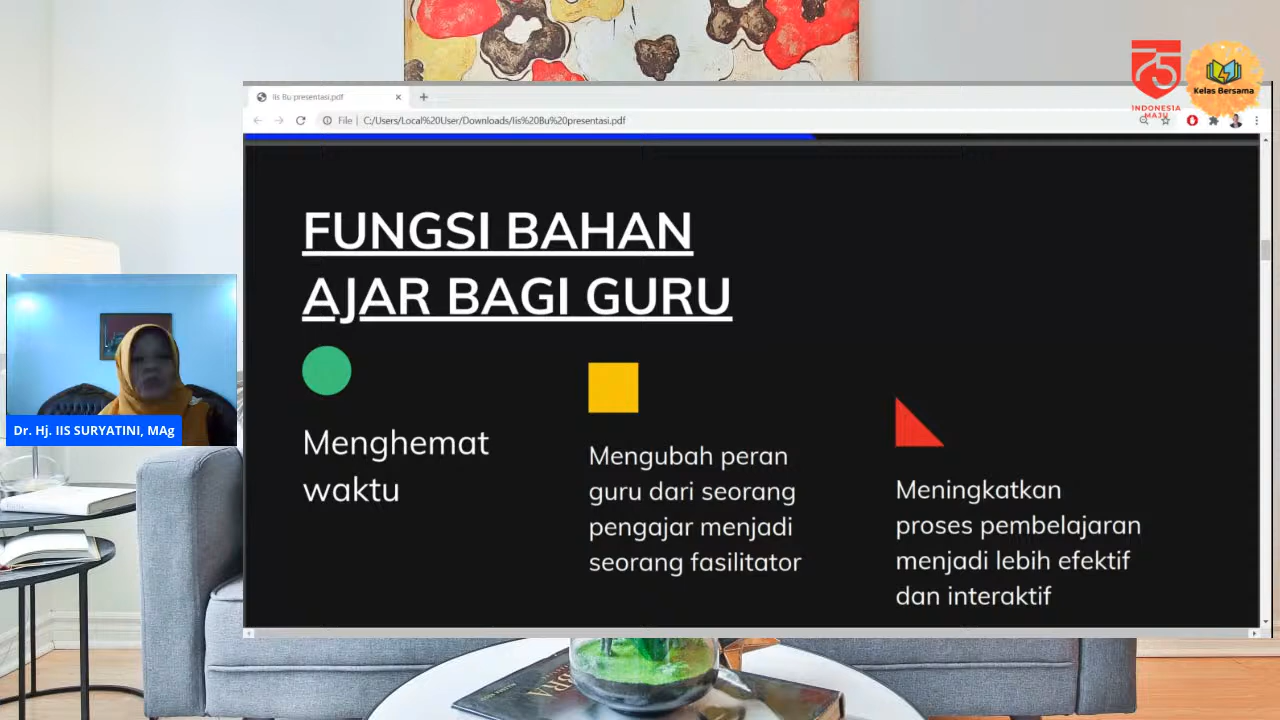 75
INDONESIA
MAJU
Kelas Bersama
Iis Bu presentasi.pdf
File | C:/Users/Local%20User/Downloads/Iis%20Bu%20presentasi.pdf
FUNGSI BAHAN
AJAR BAGI GURU
Menghemat
waktu
Mengubah peran
guru dari seorang
pengajar menjadi
seorang fasilitator
Meningkatkan
proses pembelajaran
menjadi lebih efektif
dan interaktif
Dr. Hj. IIS SURYATINI, MAg